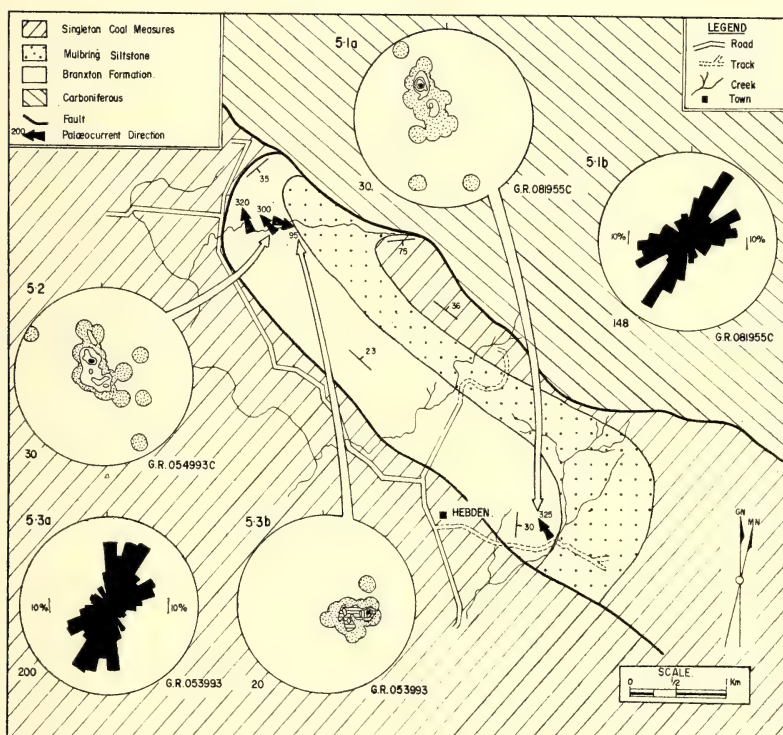 Singleton Coal Measures
Mulbring Siltstone
Branxton Formation
Carboniferous
Fault
200
Palæocurrent Direction
LEGEND
Road
Track
Creek
Town
5·1a
30
G.R.081955C
5·1b
10%
10%
148
G.R.081955C
35
320
300
95
75
36
23
5·2
30
G.R.054993C
HEBDEN
325
30
GN
MN
5·3a
10%
10%
200
G.R.053993
5·3b
20
G.R.053993
SCALE
0
1/2
1 Km